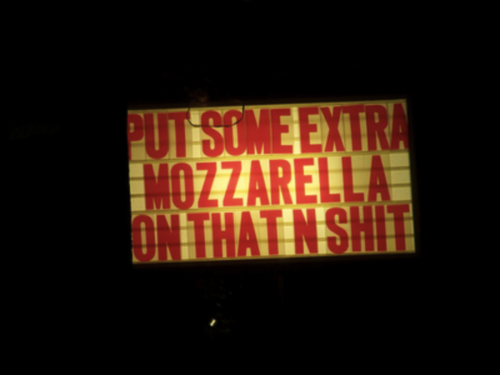 PUT SOME EXTRA
MOZZARELLA
ON THAT N SHIT